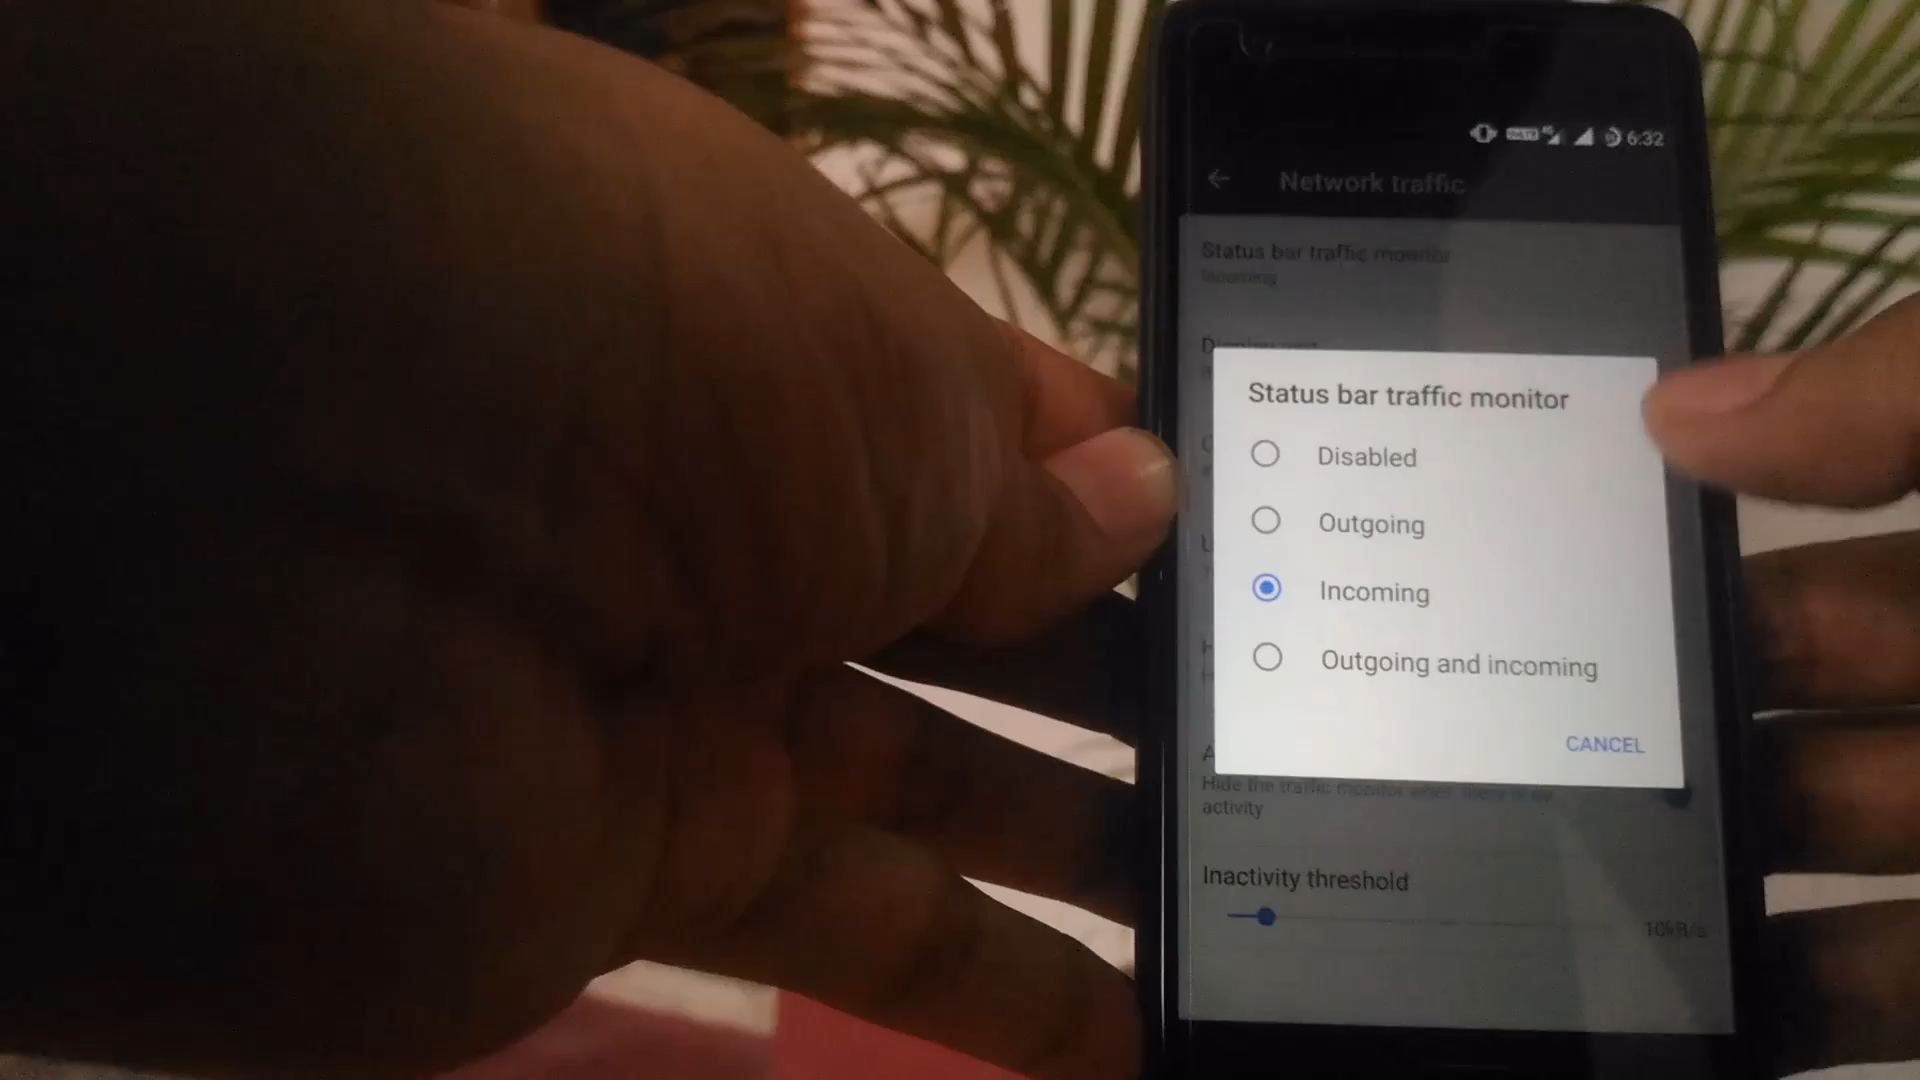 6:32
Network traffic
Status bar traffic monitor
Incoming
Status bar traffic monitor
Disabled
Outgoing
Incoming
Outgoing and incoming
CANCEL
Hide the traffic monitor when there is no
activity
Inactivity threshold
10kB/s